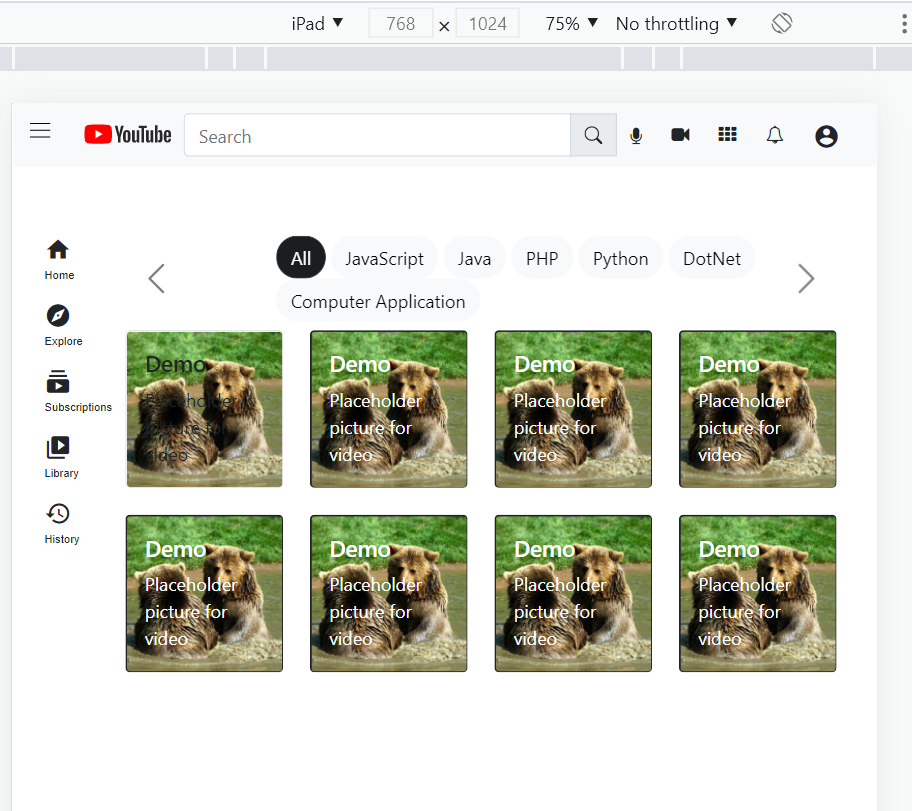 iPad ▼ 768 × 1024 75% ▼ No throttling ▼
YouTube Search
All JavaScript Java PHP Python DotNet
Computer Application
Home
Explore
Subscriptions
Library
History
Demo Demo Demo Demo
Placeholder Placeholder Placeholder Placeholder
picture for picture for picture for picture for
video video video video
Demo Demo Demo Demo
Placeholder Placeholder Placeholder Placeholder
picture for picture for picture for picture for
video video video video